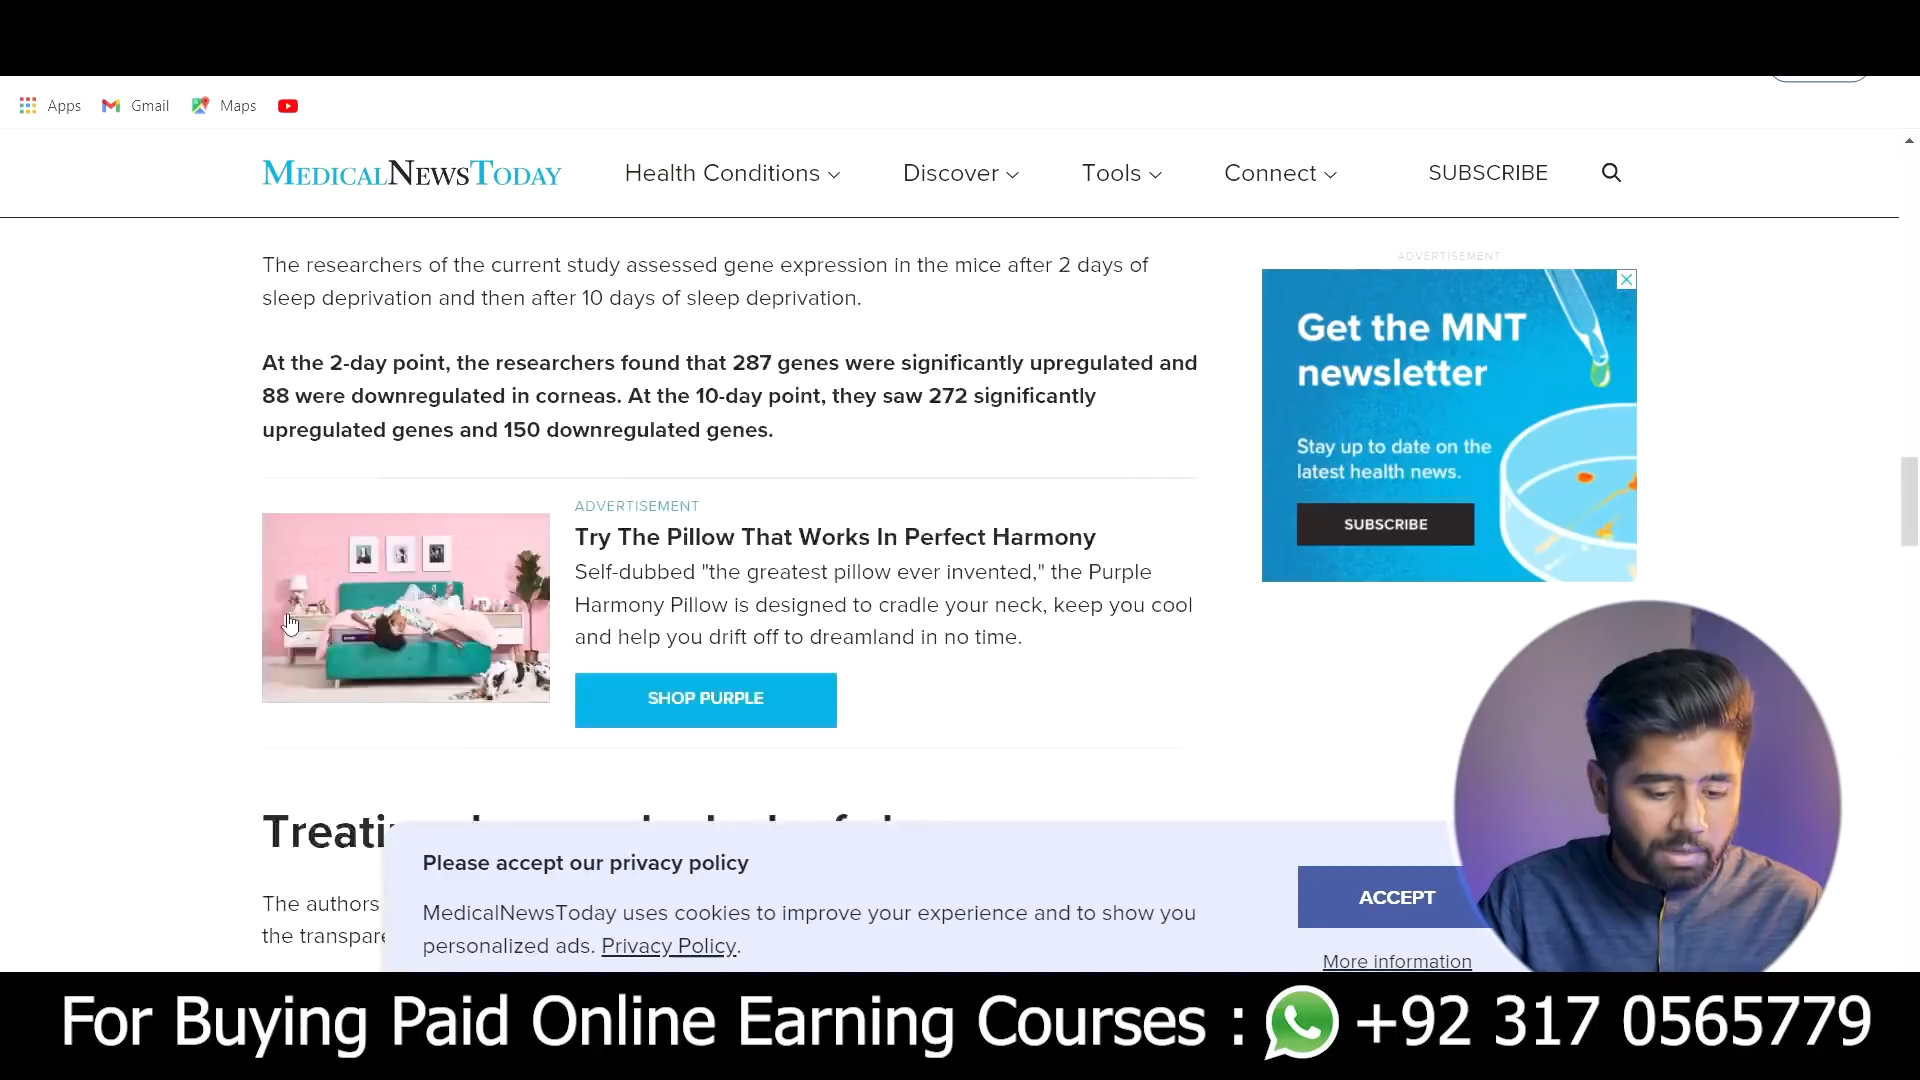 Apps Gmail Maps
MEDICALNEWSTODAY Health Conditions Discover Tools Connect SUBSCRIBE
The researchers of the current study assessed gene expression in the mice after 2 days of
sleep deprivation and then after 10 days of sleep deprivation.
At the 2-day point, the researchers found that 287 genes were significantly upregulated and
88 were downregulated in corneas. At the 10-day point, they saw 272 significantly
upregulated genes and 150 downregulated genes.
ADVERTISEMENT
Try The Pillow That Works In Perfect Harmony
Self-dubbed "the greatest pillow ever invented," the Purple
Harmony Pillow is designed to cradle your neck, keep you cool
and help you drift off to dreamland in no time.
SHOP PURPLE
ADVERTISEMENT
Get the MNT
newsletter
Stay up to date on the
latest health news.
SUBSCRIBE
The authors
Please accept our privacy policy
MedicalNewsToday uses cookies to improve your experience and to show you
personalized ads. Privacy Policy.
ACCEPT
More information
For Buying Paid Online Earning Courses : +92 317 0565779